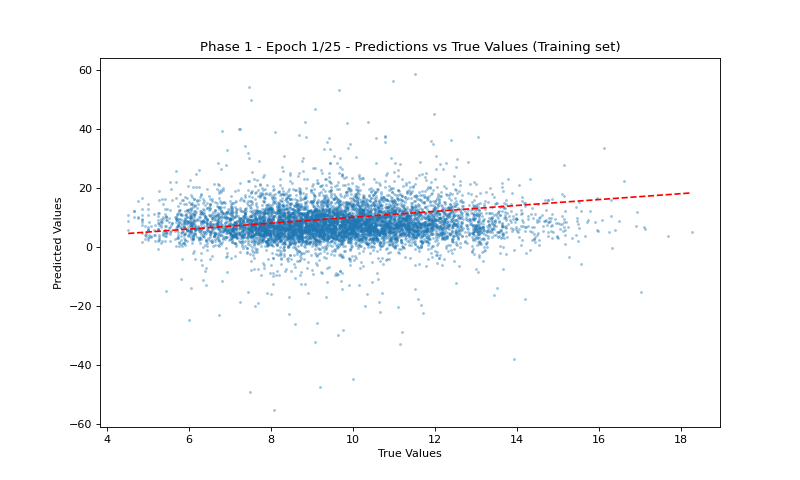 Phase 1 - Epoch 1/25 - Predictions vs True Values (Training set)
60
40
20
0
−20
−40
−60
Predicted Values
4 6 8 10 12 14 16 18
True Values